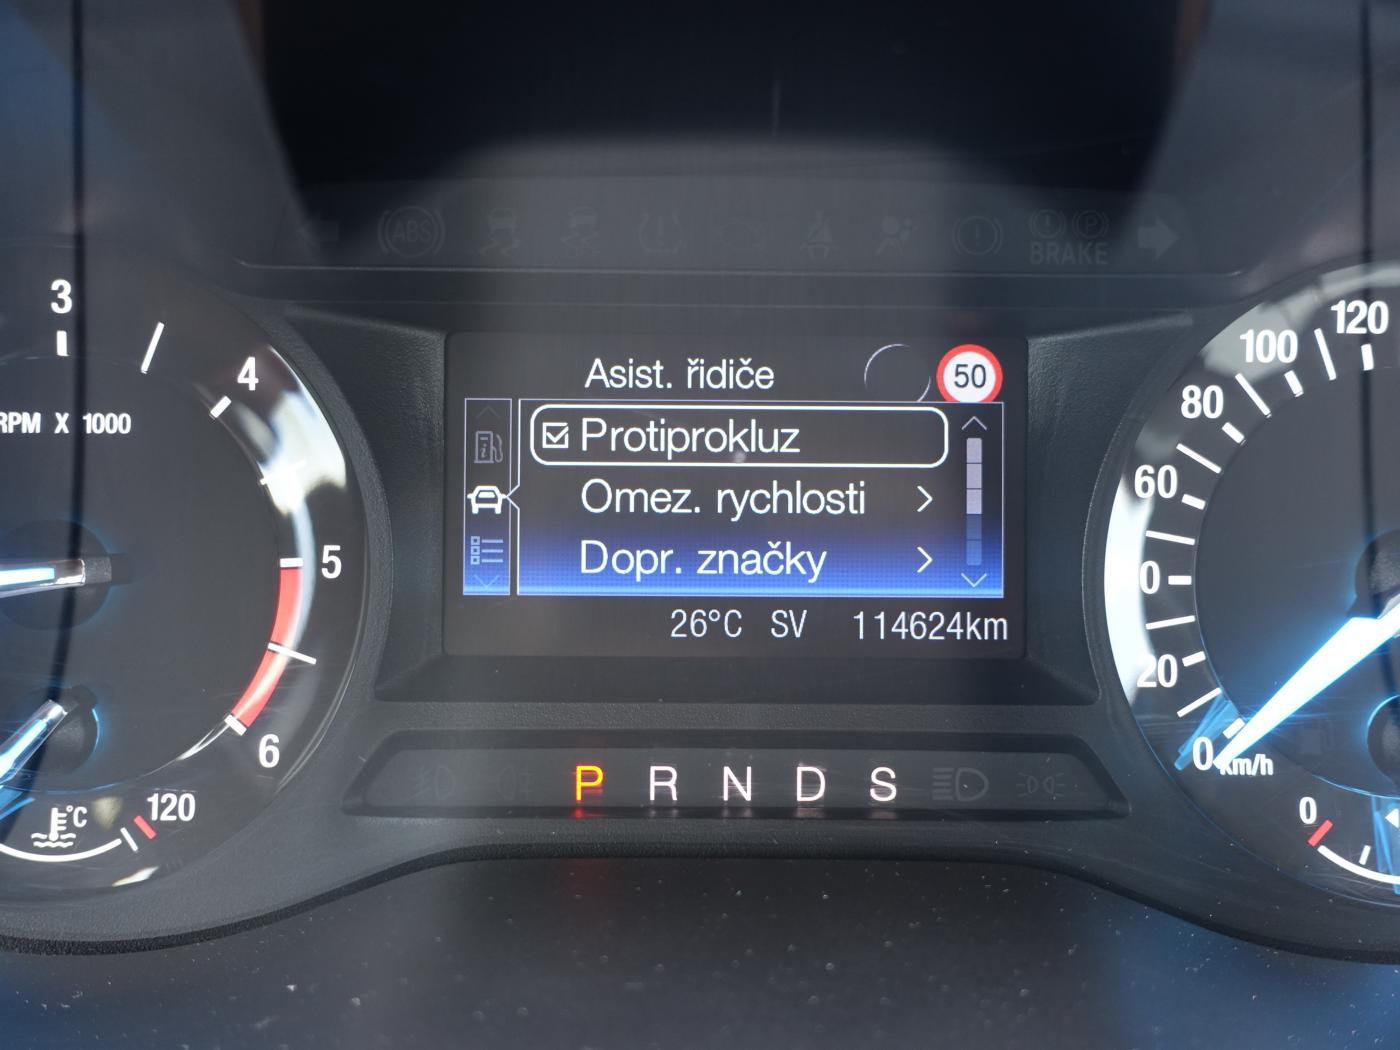 ABS
BRAKE
3
4
5
6
RPM X 1000
°C
120
Asist. řidiče
50
Protiprokluz
Omez. rychlosti
Dopr. značky
26°C SV 114624km
P R N D S
120
100
80
60
20
0
km/h
0